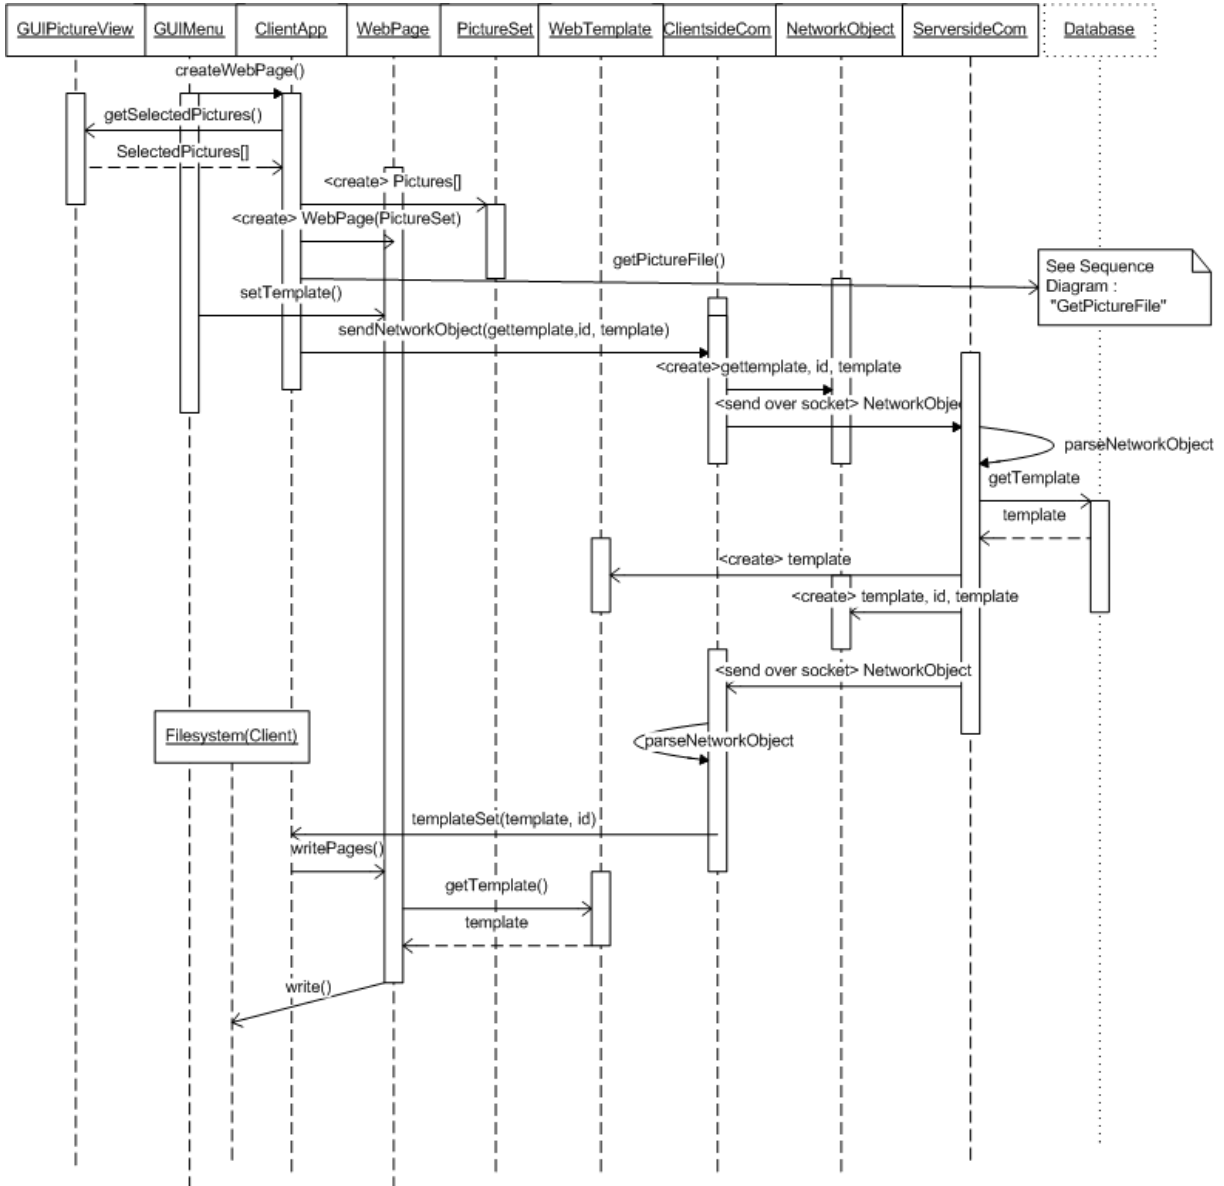 GUIPictureView
GUIMenu
ClientApp
WebPage
PictureSet
WebTemplate
ClientsideCom
NetworkObject
ServersideCom
Database
createWebPage()
getSelectedPictures()
SelectedPictures[]
<create> Pictures[]
<create> WebPage(PictureSet)
getPictureFile()
See Sequence
Diagram :
"GetPictureFile"
setTemplate()
sendNetworkObject(gettemplate,id, template)
<create>gettemplate, id, template
<send over socket> NetworkObjec
parseNetworkObject
getTemplate
template
<create> template
<create> template, id, template
<send over socket> NetworkObject
Filesystem(Client)
parseNetworkObject
templateSet(template, id)
writePages()
getTemplate()
template
write()